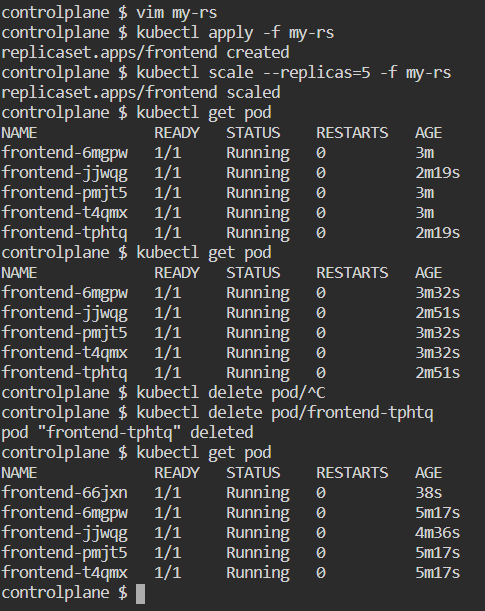 controlplane $ vim my-rs
controlplane $ kubectl apply -f my-rs
replicaset.apps/frontend created
controlplane $ kubectl scale --replicas=5 -f my-rs
replicaset.apps/frontend scaled
controlplane $ kubectl get pod
NAME READY STATUS RESTARTS AGE
frontend-6mgpw 1/1 Running 0 3m
frontend-jjwqg 1/1 Running 0 2m19s
frontend-pmjt5 1/1 Running 0 3m
frontend-t4qmx 1/1 Running 0 3m
frontend-tphtq 1/1 Running 0 2m19s
controlplane $ kubectl get pod
NAME READY STATUS RESTARTS AGE
frontend-6mgpw 1/1 Running 0 3m32s
frontend-jjwqg 1/1 Running 0 2m51s
frontend-pmjt5 1/1 Running 0 3m32s
frontend-t4qmx 1/1 Running 0 3m32s
frontend-tphtq 1/1 Running 0 2m51s
controlplane $ kubectl delete pod/^C
controlplane $ kubectl delete pod/frontend-tphtq
pod "frontend-tphtq" deleted
controlplane $ kubectl get pod
NAME READY STATUS RESTARTS AGE
frontend-66jxn 1/1 Running 0 38s
frontend-6mgpw 1/1 Running 0 5m17s
frontend-jjwqg 1/1 Running 0 4m36s
frontend-pmjt5 1/1 Running 0 5m17s
frontend-t4qmx 1/1 Running 0 5m17s
controlplane $